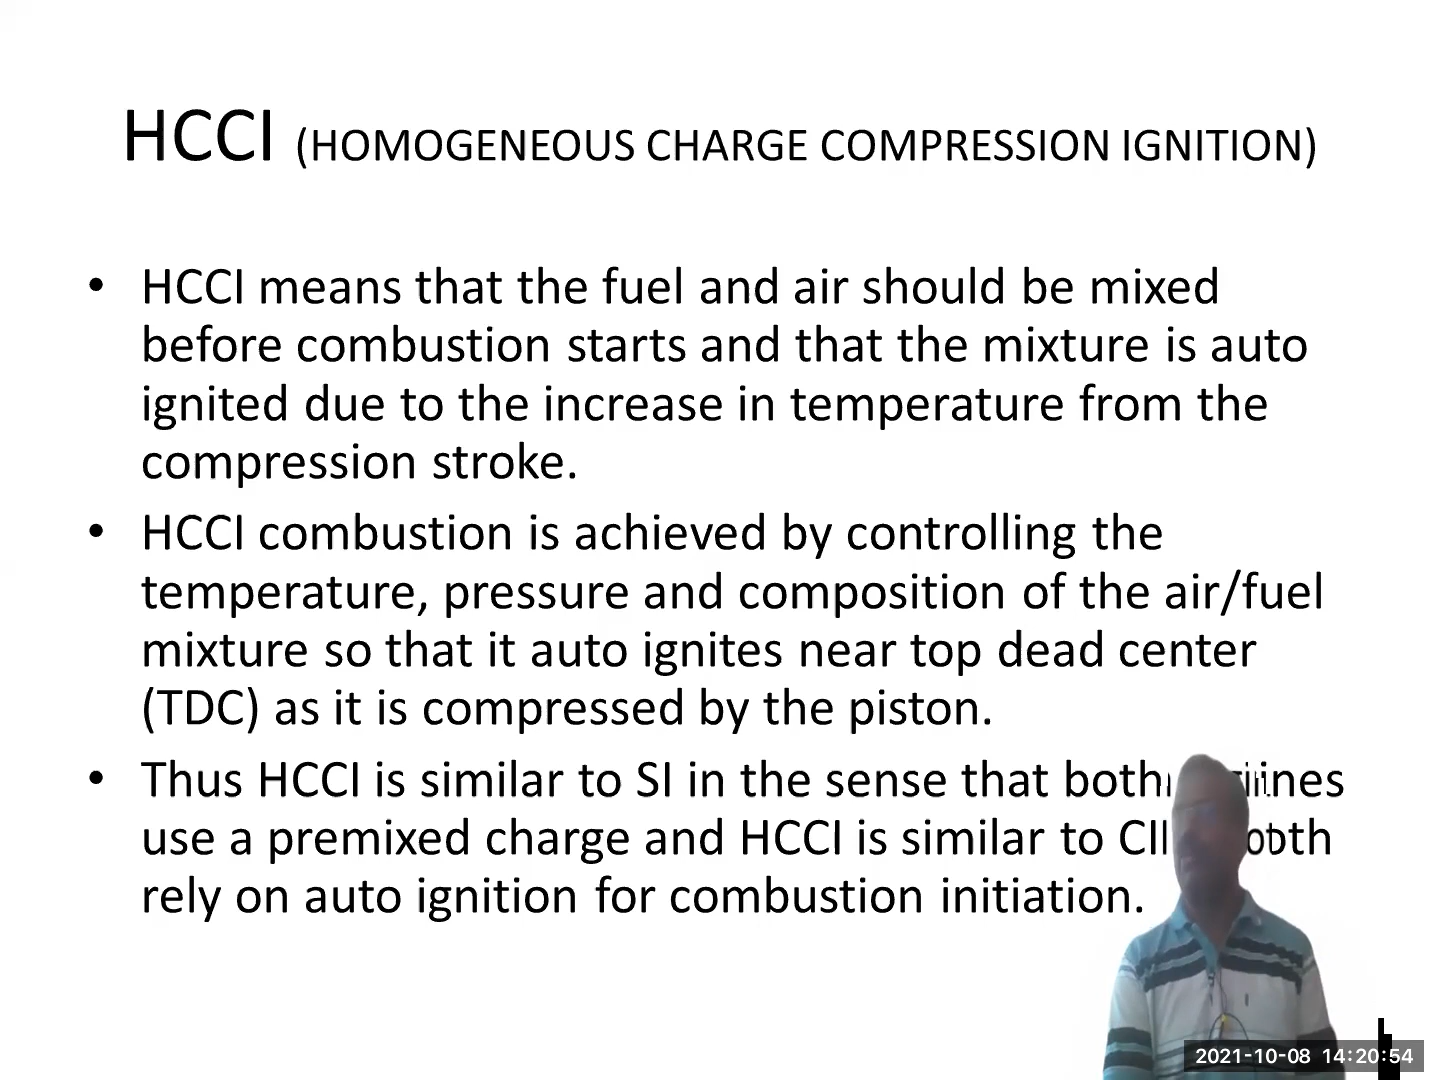 HCCI (HOMOGENEOUS CHARGE COMPRESSION IGNITION)
• HCCI means that the fuel and air should be mixed
before combustion starts and that the mixture is auto
ignited due to the increase in temperature from the
compression stroke.
• HCCI combustion is achieved by controlling the
temperature, pressure and composition of the air/fuel
mixture so that it auto ignites near top dead center
(TDC) as it is compressed by the piston.
• Thus HCCI is similar to SI in the sense that both
use a premixed charge and HCCI is similar to
rely on auto ignition for combustion initiation.
2021-10-08 14:20:54